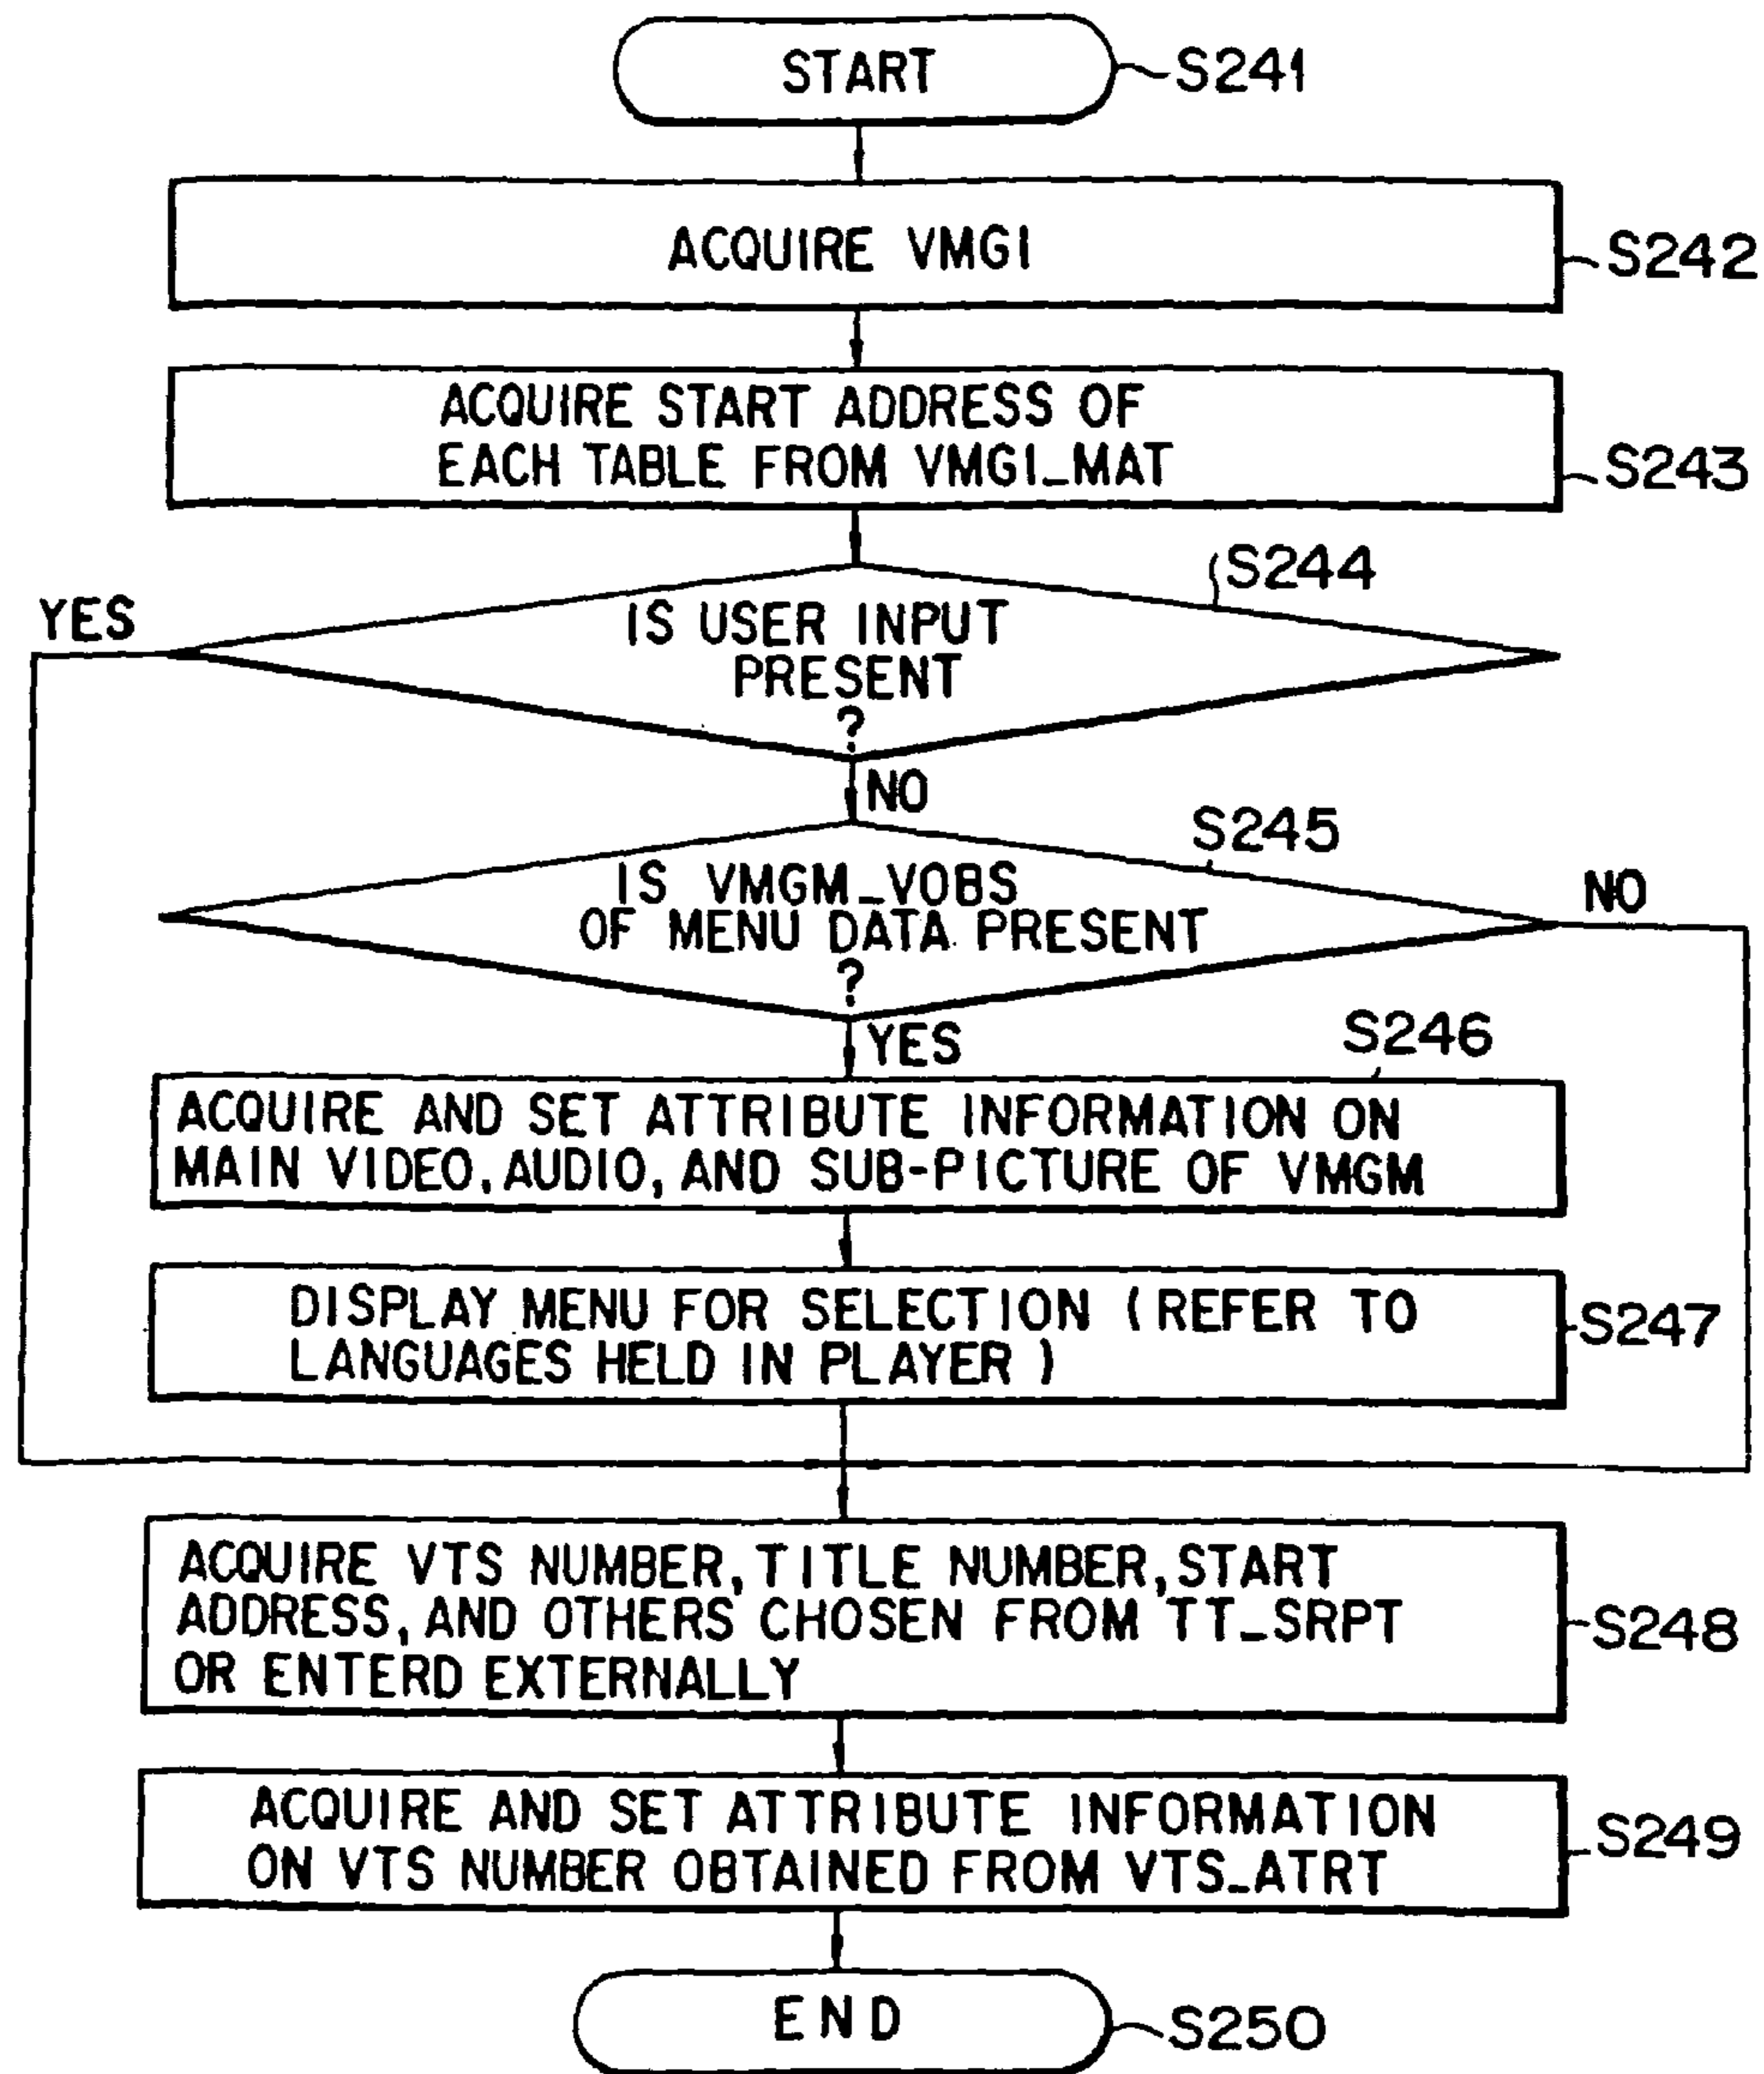 START
S241
ACQUIRE VMGI
S242
ACQUIRE START ADDRESS OF
EACH TABLE FROM VMGI_MAT
S243
S244
YES
IS USER INPUT
PRESENT
?
NO
S245
IS VMGM_VOBS
OF MENU DATA PRESENT
?
NO
YES
S246
ACQUIRE AND SET ATTRIBUTE INFORMATION ON
MAIN VIDEO, AUDIO, AND SUB-PICTURE OF VMGM
DISPLAY MENU FOR SELECTION (REFER TO
LANGUAGES HELD IN PLAYER)
S247
ACQUIRE VTS NUMBER, TITLE NUMBER, START
ADDRESS, AND OTHERS CHOSEN FROM TT_SRPT
OR ENTERD EXTERNALLY
S248
ACQUIRE AND SET ATTRIBUTE INFORMATION
ON VTS NUMBER OBTAINED FROM VTS_ATRT
S249
END
S250